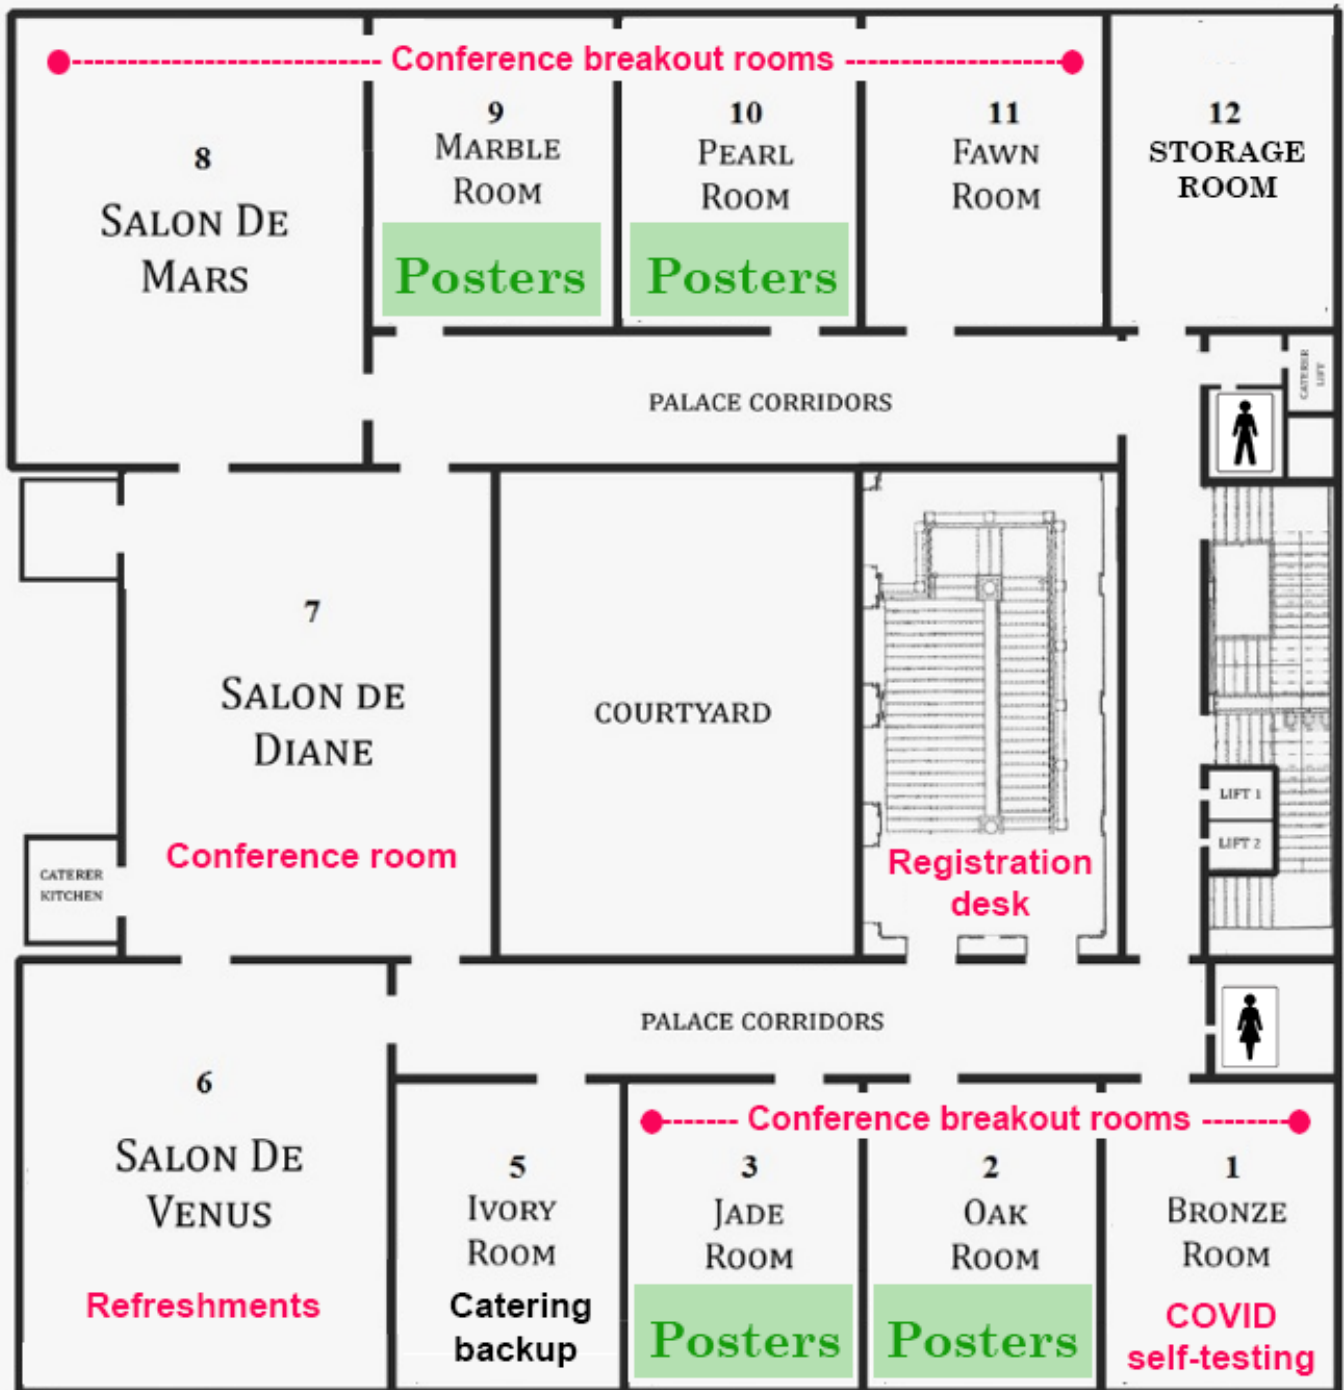 Conference breakout rooms
8
SALON DE
MARS
9
MARBLE
ROOM
Posters
10
PEARL
ROOM
Posters
11
FAWN
ROOM
12
STORAGE
ROOM
PALACE CORRIDORS
CATERER
LIFT
7
SALON DE
DIANE
Conference room
COURTYARD
Registration
desk
LIFT 1
LIFT 2
CATERER
KITCHEN
PALACE CORRIDORS
6
SALON DE
VENUS
Refreshments
5
IVORY
ROOM
Catering
backup
Conference breakout rooms
3
JADE
ROOM
Posters
2
OAK
ROOM
Posters
1
BRONZE
ROOM
COVID
self-testing